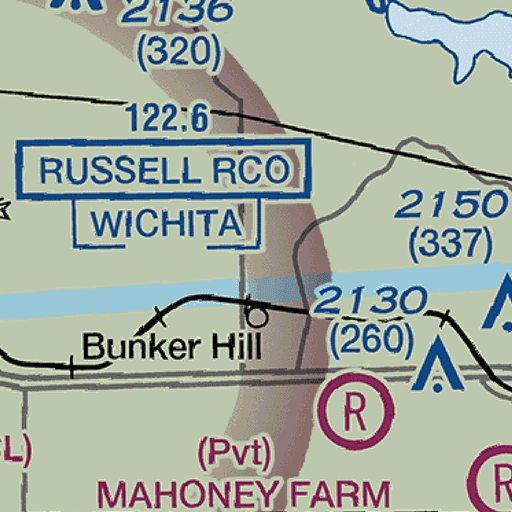 2136
(320)
122.6
RUSSELL RCO
WICHITA
2150
(337)
2130
(260)
Bunker Hill
R
L)
(Pvt)
R
MAHONEY FARM